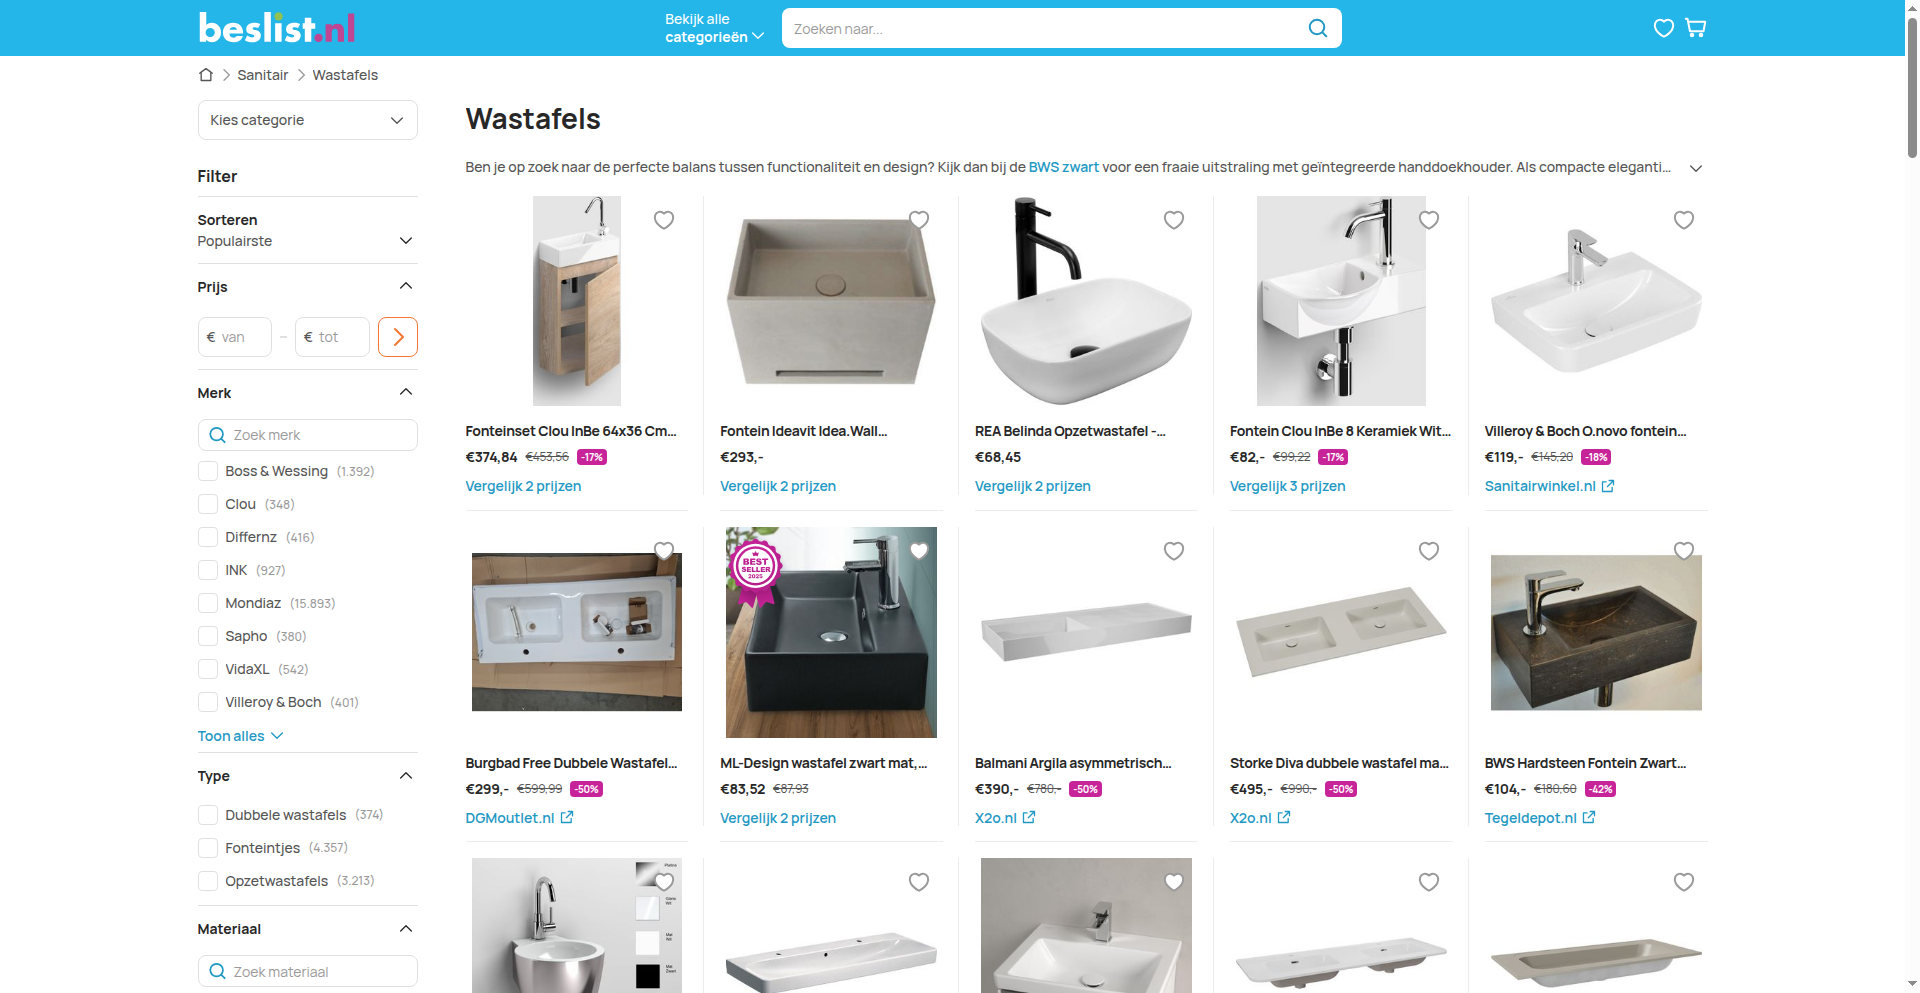 beslist.nl
Bekijk alle
categorieën
Zoeken naar...
Sanitair
Wastafels
Kies categorie
Filter
Sorteren
Populairste
Prijs
€ van
–
€ tot
Merk
Zoek merk
Boss & Wessing (1.392)
Clou (348)
Differnz (416)
INK (927)
Mondiaz (15.893)
Sapho (380)
VidaXL (542)
Villeroy & Boch (401)
Toon alles
Type
Dubbele wastafels (374)
Fonteintjes (4.357)
Opzetwastafels (3.213)
Materiaal
Zoek materiaal
Wastafels
Ben je op zoek naar de perfecte balans tussen functionaliteit en design? Kijk dan bij de BWS zwart voor een fraaie uitstraling met geïntegreerde handdoekhouder. Als compacte eleganti...
Fonteinset Clou InBe 64x36 Cm...
€374,84 €453,56 -17%
Vergelijk 2 prijzen
Fontein Ideavit Idea.Wall...
€293,-
Vergelijk 2 prijzen
REA Belinda Opzetwastafel -...
€68,45
Vergelijk 2 prijzen
Fontein Clou InBe 8 Keramiek Wit...
€82,- €99,22 -17%
Vergelijk 3 prijzen
Villeroy & Boch O.novo fontein...
€119,- €145,20 -18%
Sanitairwinkel.nl
Burgbad Free Dubbele Wastafel...
€299,- €599,99 -50%
DGMoutlet.nl
BEST
SELLER
2025
ML-Design wastafel zwart mat,...
€83,52 €87,93
Vergelijk 2 prijzen
Balmani Argila asymmetrisch...
€390,- €780,- -50%
X2o.nl
Storke Diva dubbele wastafel ma...
€495,- €990,- -50%
X2o.nl
BWS Hardsteen Fontein Zwart...
€104,- €180,60 -42%
Tegeldepot.nl
Mat
Wit
Mat
Zwart